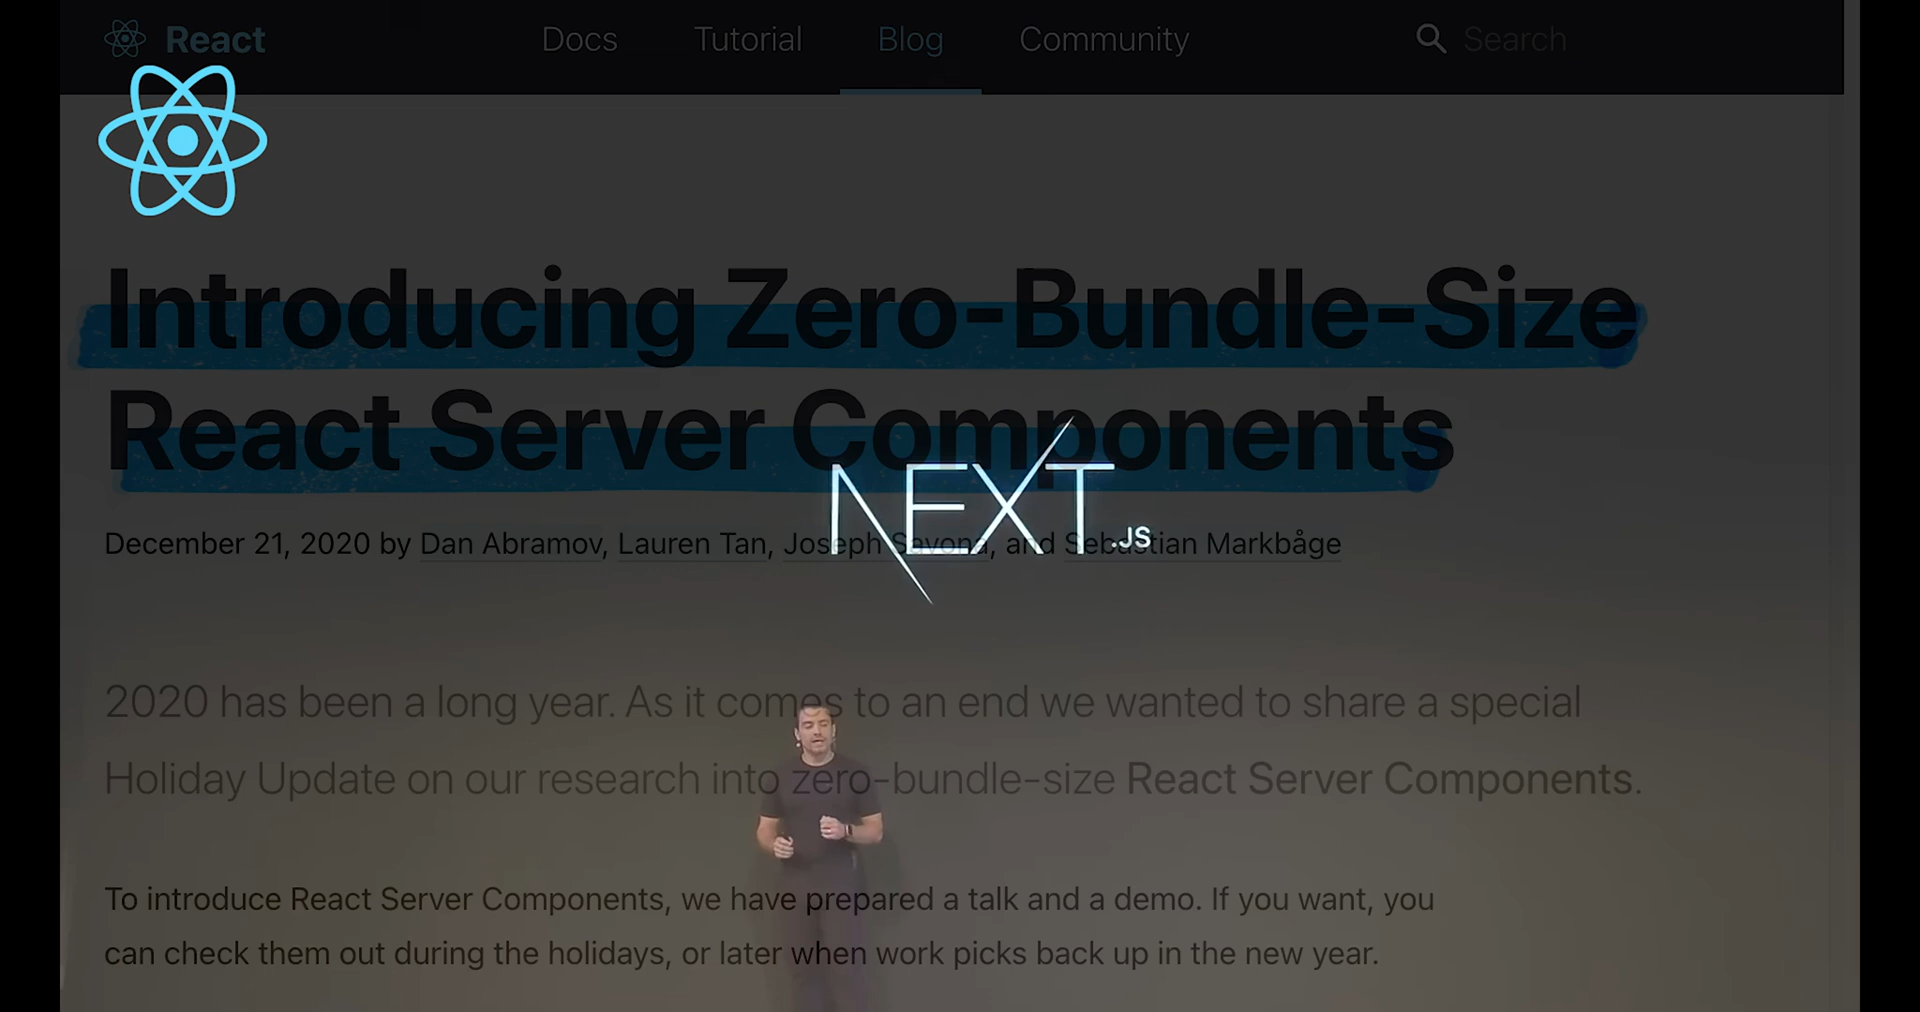 React
Docs
Tutorial
Blog
Community
Search
Introducing Zero-Bundle-Size
React Server Components
NEXT.JS
December 21, 2020 by Dan Abramov, Lauren Tan, Joseph Savona, and Sebastian Markbåge
2020 has been a long year. As it comes to an end we wanted to share a special
Holiday Update on our research into zero-bundle-size React Server Components.
To introduce React Server Components, we have prepared a talk and a demo. If you want, you
can check them out during the holidays, or later when work picks back up in the new year.